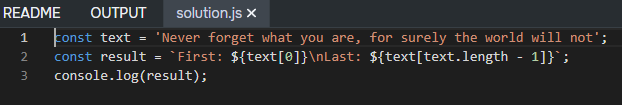 README OUTPUT solution.js ×
1 const text = 'Never forget what you are, for surely the world will not';
2 const result = `First: ${text[0]}\nLast: ${text[text.length - 1]}`;
3 console.log(result);